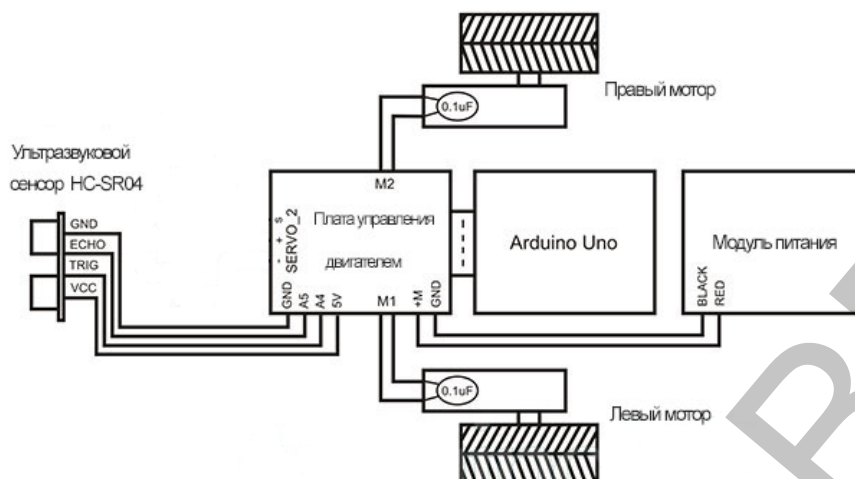 0.1uF
Правый мотор
Ультразвуковой
сенсор HC-SR04
GND
ECHO
TRIG
VCC
M2
- + s
SERVO_2
Плата управления
двигателем
GND
A5
A4
5V
M1
+M
GND
Arduino Uno
Модуль питания
BLACK
RED
0.1uF
Левый мотор